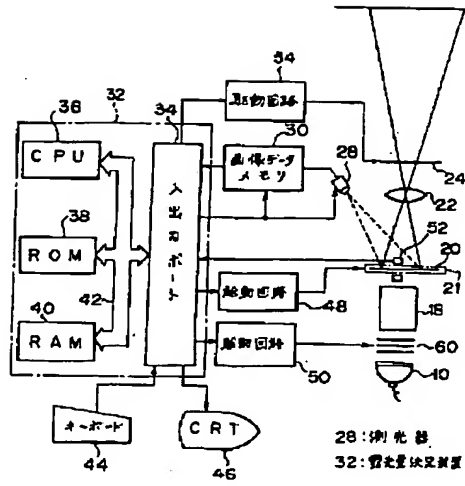 54
駆動回路
36
32
34
30
CPU
画像データ
メモリ
28
24
22
入出力ポート
52
38
20
ROM
21
42
駆動回路
48
18
40
RAM
駆動回路
60
50
10
キーボード
CRT
44
46
28:測光器
32:露光量決定装置